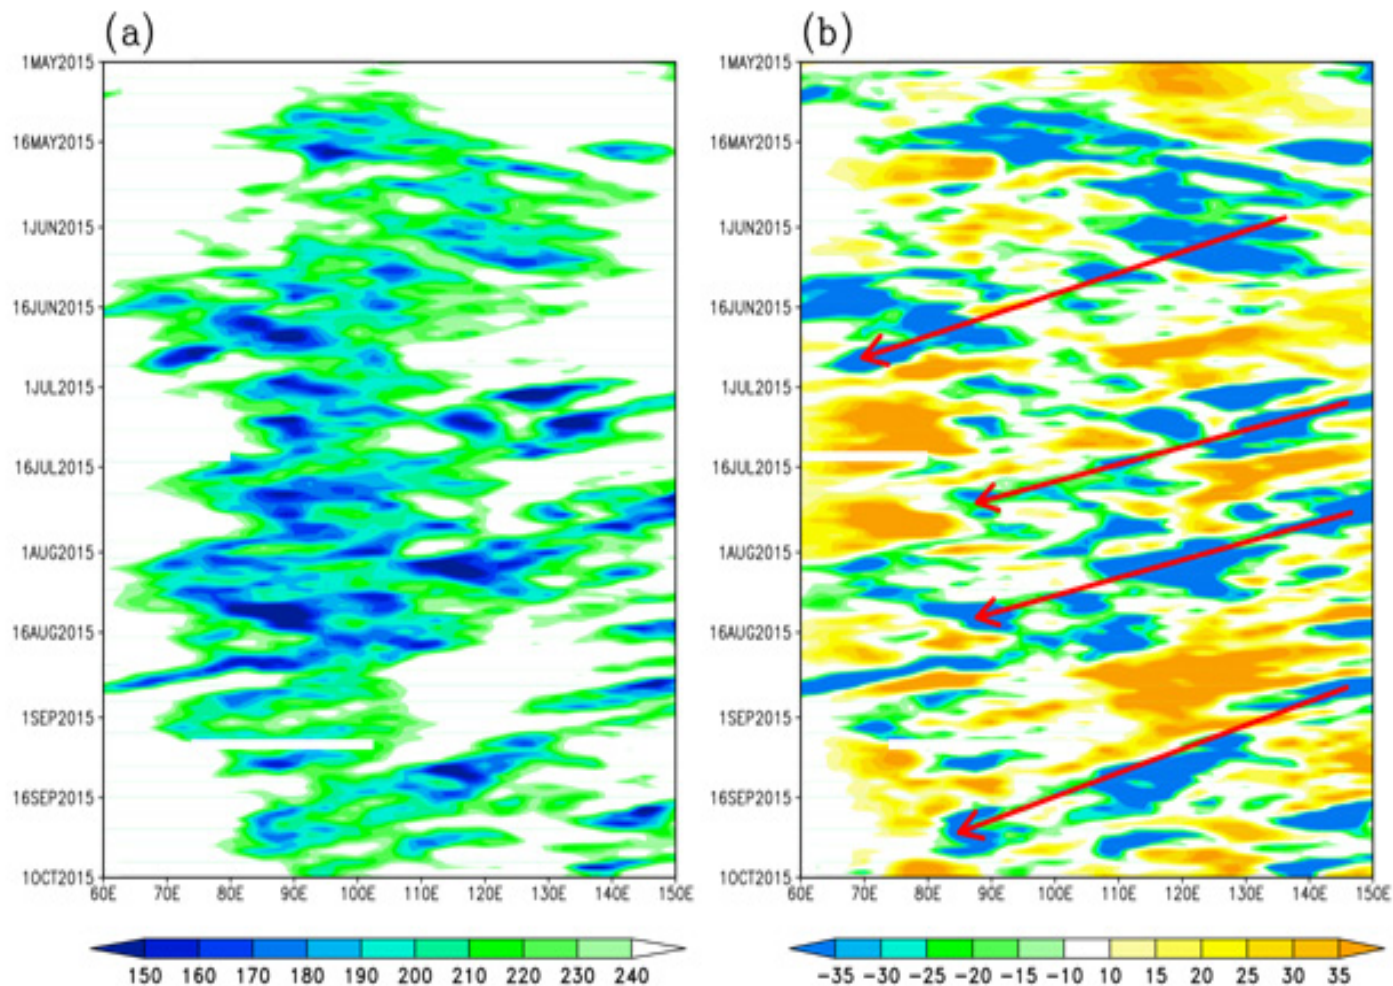 (a)
1MAY2015
16MAY2015
1JUN2015
16JUN2015
1JUL2015
16JUL2015
1AUG2015
16AUG2015
1SEP2015
16SEP2015
1OCT2015
60E 70E 80E 90E 100E 110E 120E 130E 140E 150E
150 160 170 180 190 200 210 220 230 240
(b)
1MAY2015
16MAY2015
1JUN2015
16JUN2015
1JUL2015
16JUL2015
1AUG2015
16AUG2015
1SEP2015
16SEP2015
1OCT2015
60E 70E 80E 90E 100E 110E 120E 130E 140E 150E
-35 -30 -25 -20 -15 -10 10 15 20 25 30 35